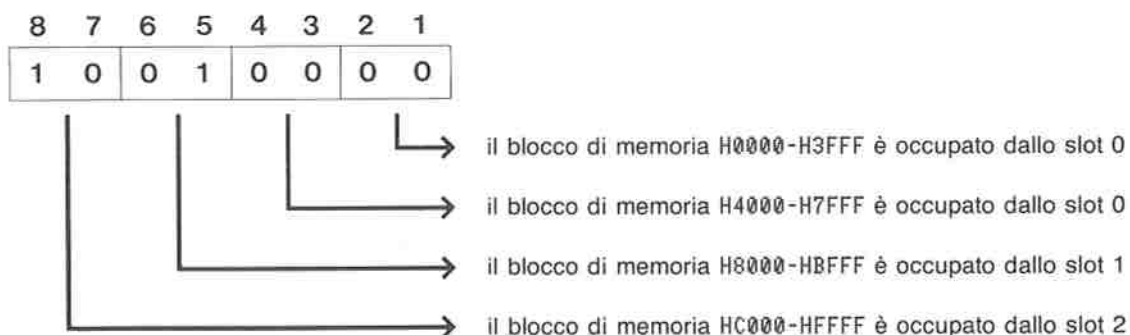 8 7 6 5 4 3 2 1
1 0 0 1 0 0 0 0
il blocco di memoria H0000-H3FFF è occupato dallo slot 0
il blocco di memoria H4000-H7FFF è occupato dallo slot 0
il blocco di memoria H8000-HBFFF è occupato dallo slot 1
il blocco di memoria HC000-HFFFF è occupato dallo slot 2